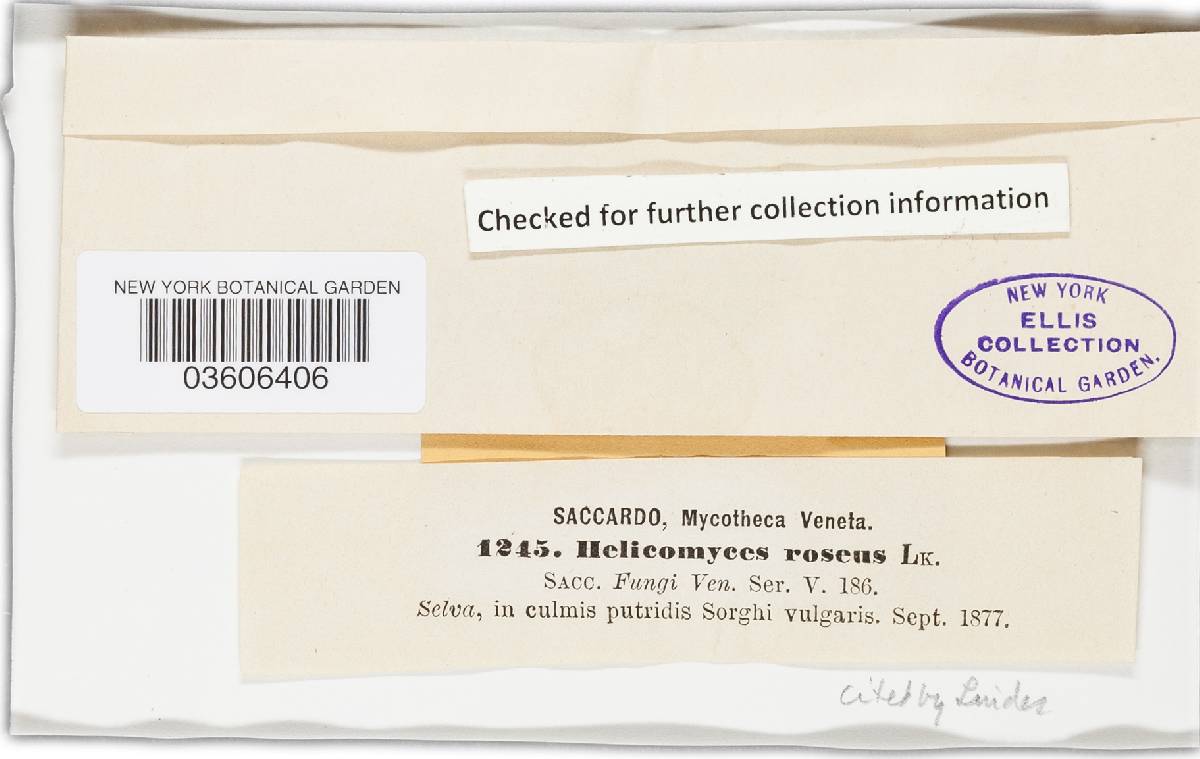 Checked for further collection information
NEW YORK BOTANICAL GARDEN
03606406
NEW YORK
ELLIS
COLLECTION
BOTANICAL GARDEN.
SACCARDO, Mycotheca Veneta.
1245. Helicomyces roseus LK.
SACC. Fungi Ven. Ser. V. 186.
Selva, in culmis putridis Sorghi vulgaris. Sept. 1877.
cited by Linder